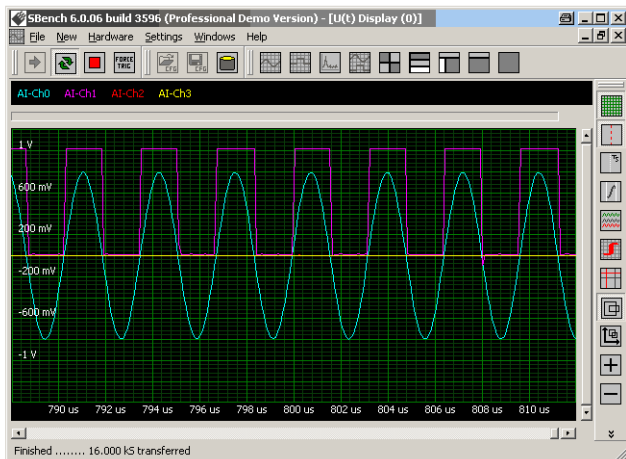 SBench 6.0.06 build 3596 (Professional Demo Version) - [U(t) Display (0)]
File New Hardware Settings Windows Help
FORCE TRIG CFG CFG
AI-Ch0 AI-Ch1 AI-Ch2 AI-Ch3
1 V
600 mV
200 mV
-200 mV
-600 mV
-1 V
790 us 792 us 794 us 796 us 798 us 800 us 802 us 804 us 806 us 808 us 810 us
Finished ........ 16.000 kS transferred